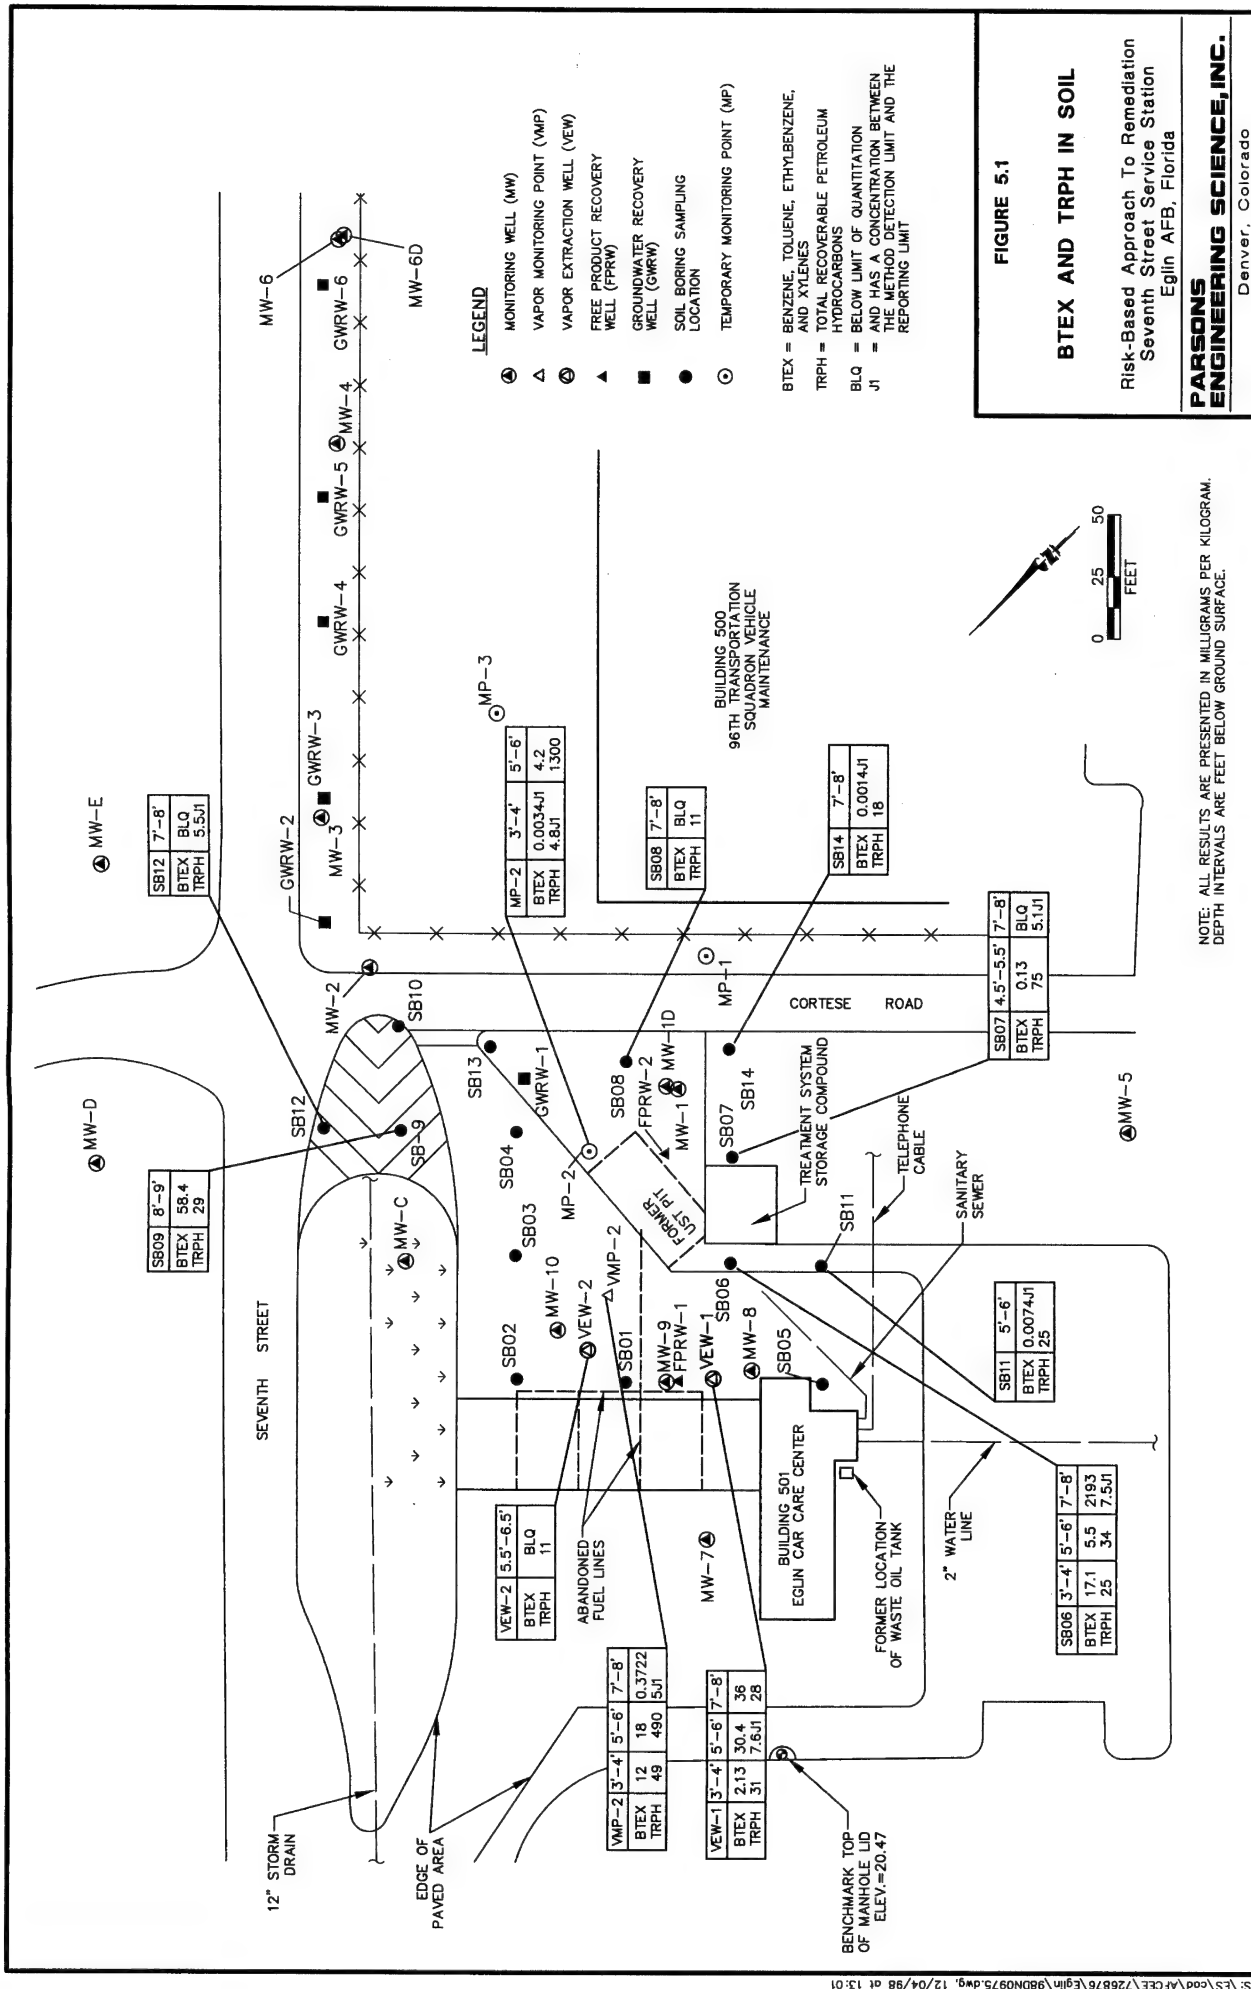 12" STORM
DRAIN
EDGE OF
PAVED AREA
SEVENTH STREET
MW-D
MW-E
SB09 8'-9'
BTEX 58.4
TRPH 29
SB12 7'-8'
BTEX BLQ
TRPH 5.5J1
MW-C
SB12
SB-9
SB10
MW-2
GWRW-2
MW-3
GWRW-3
GWRW-4
GWRW-5
MW-4
GWRW-6
MW-6
MW-6D
VEW-2 5.5'-6.5'
BTEX BLQ
TRPH 11
ABANDONED
FUEL LINES
SB02
MW-10
VEW-2
SB03
SB04
SB13
GWRW-1
MP-2
VMP-2
SB01
MW-9
FPRW-1
VEW-1
MW-8
SB05
SB06
FORMER
UST PIT
SB08
FPRW-2
MW-1D
MW-1
SB07
SB14
MP-1
MP-3
MP-2 3'-4' 5'-6'
BTEX 0.0034J1 4.2
TRPH 4.8J1 1300
SB08 7'-8'
BTEX BLQ
TRPH 11
SB14 7'-8'
BTEX 0.0014J1
TRPH 18
SB07 4.5'-5.5' 7'-8'
BTEX 0.13 BLQ
TRPH 75 5.1J1
CORTESE ROAD
BUILDING 500
96TH TRANSPORTATION
SQUADRON VEHICLE
MAINTENANCE
VMP-2 3'-4' 5'-6' 7'-8'
BTEX 12 18 0.3722
TRPH 49 490 5J1
VEW-1 3'-4' 5'-6' 7'-8'
BTEX 2.13 30.4 36
TRPH 31 7.6J1 28
MW-7
BUILDING 501
EGLIN CAR CARE CENTER
BENCHMARK TOP
OF MANHOLE LID
ELEV.=20.47
FORMER LOCATION
OF WASTE OIL TANK
2" WATER
LINE
TREATMENT SYSTEM
STORAGE COMPOUND
SB11
TELEPHONE
CABLE
SANITARY
SEWER
MW-5
SB11 5'-6'
BTEX 0.0074J1
TRPH 25
SB06 3'-4' 5'-6' 7'-8'
BTEX 17.1 5.5 2193
TRPH 25 34 7.5J1
LEGEND
MONITORING WELL (MW)
VAPOR MONITORING POINT (VMP)
VAPOR EXTRACTION WELL (VEW)
FREE PRODUCT RECOVERY
WELL (FPRW)
GROUNDWATER RECOVERY
WELL (GWRW)
SOIL BORING SAMPLING
LOCATION
TEMPORARY MONITORING POINT (MP)
BTEX = BENZENE, TOLUENE, ETHYLBENZENE,
AND XYLENES
TRPH = TOTAL RECOVERABLE PETROLEUM
HYDROCARBONS
BLQ = BELOW LIMIT OF QUANTITATION
J1 = AND HAS A CONCENTRATION BETWEEN
THE METHOD DETECTION LIMIT AND THE
REPORTING LIMIT
N
0 25 50
FEET
NOTE: ALL RESULTS ARE PRESENTED IN MILLIGRAMS PER KILOGRAM.
DEPTH INTERVALS ARE FEET BELOW GROUND SURFACE.
FIGURE 5.1
BTEX AND TRPH IN SOIL
Risk-Based Approach To Remediation
Seventh Street Service Station
Eglin AFB, Florida
PARSONS
ENGINEERING SCIENCE, INC.
Denver, Colorado
S:\ES\cad\AFCEE\726876\Eglin\98DN0975.dwg, 12/04/98 at 13:01